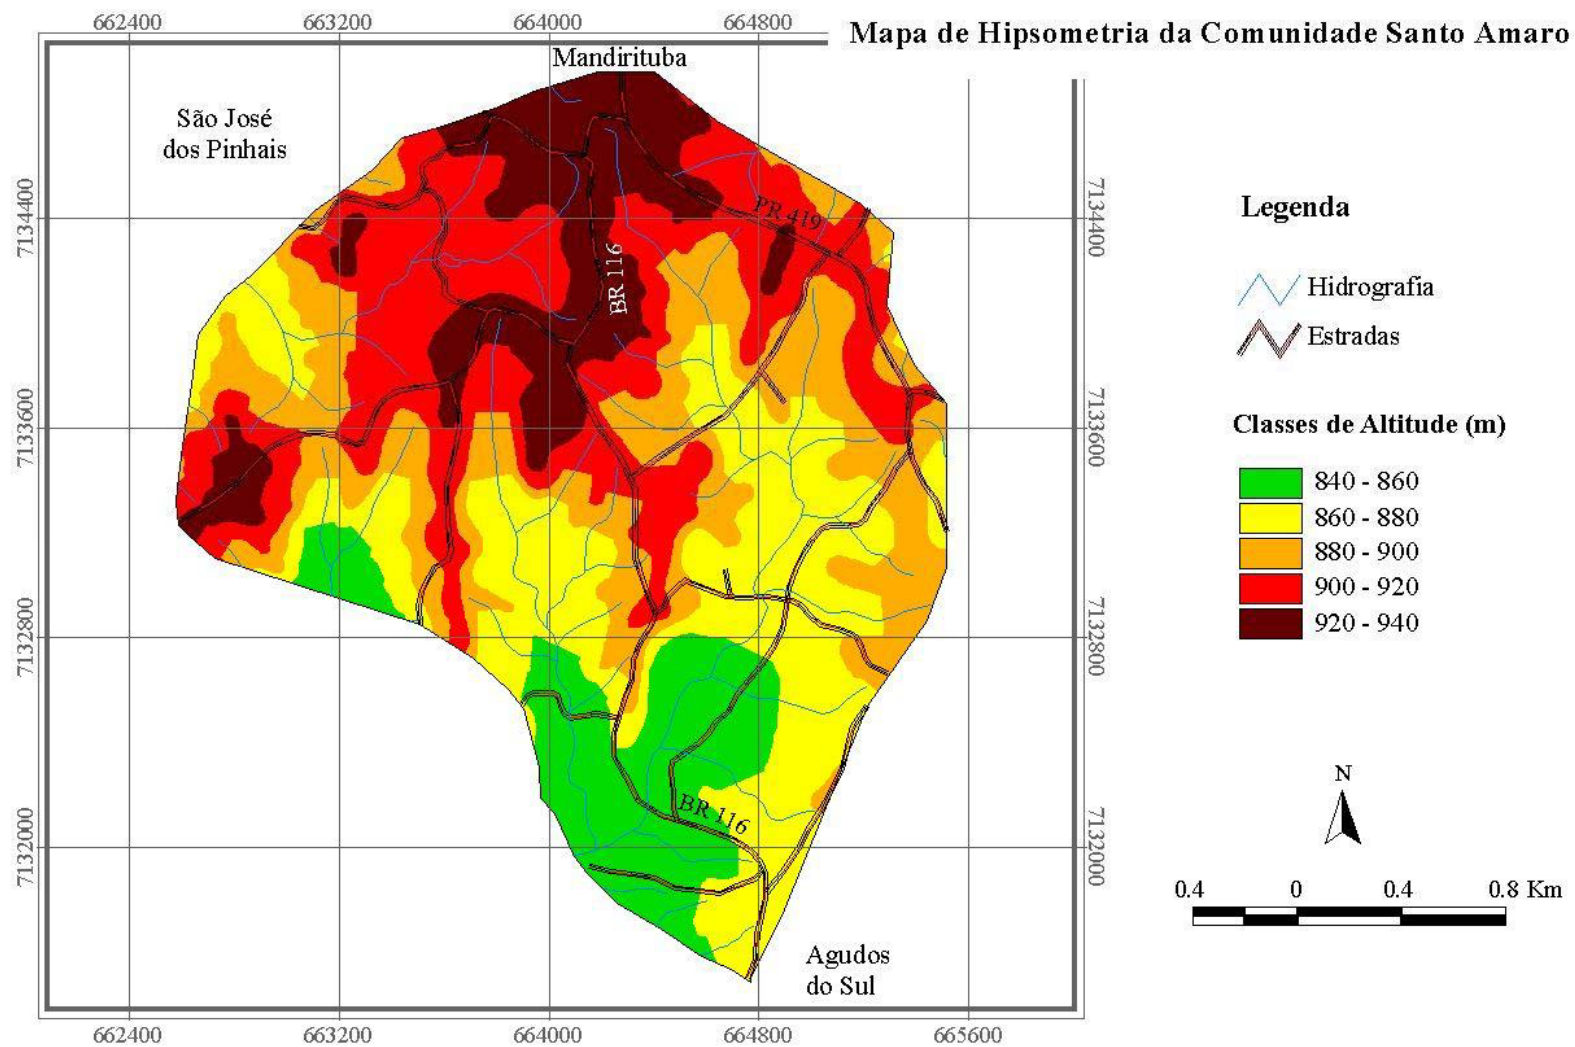 662400 663200 664000 664800
Mapa de Hipsometria da Comunidade Santo Amaro
Mandirituba
São José
dos Pinhais
7134400
7134400
PR 419
BR 116
Legenda
Hidrografia
Estradas
7133600
7133600
Classes de Altitude (m)
840 - 860
860 - 880
880 - 900
900 - 920
920 - 940
7132800
7132800
BR 116
7132000
7132000
N
0.4 0 0.4 0.8 Km
Agudos
do Sul
662400 663200 664000 664800 665600